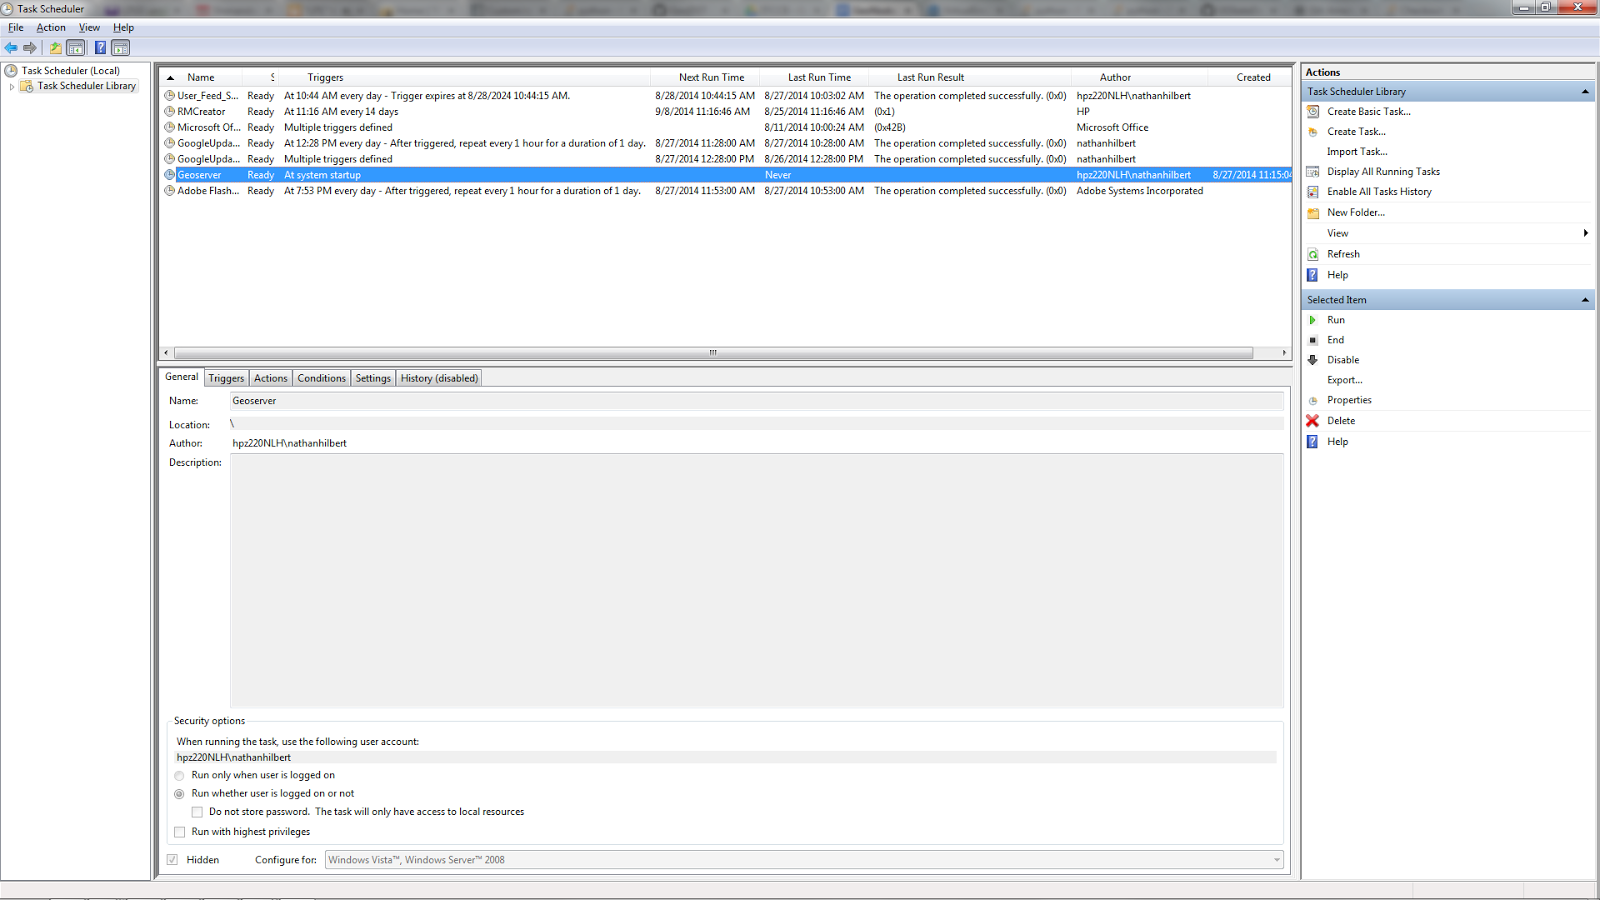 Task Scheduler
File Action View Help
Task Scheduler (Local)
Task Scheduler Library
Name S Triggers Next Run Time Last Run Time Last Run Result Author Created
User_Feed_S... Ready At 10:44 AM every day - Trigger expires at 8/28/2024 10:44:15 AM. 8/28/2014 10:44:15 AM 8/27/2014 10:03:02 AM The operation completed successfully. (0x0) hpz220NLH\nathanhilbert
RMCreator Ready At 11:16 AM every 14 days 9/8/2014 11:16:46 AM 8/25/2014 11:16:46 AM (0x1) HP
Microsoft Of... Ready Multiple triggers defined 8/11/2014 10:00:24 AM (0x42B) Microsoft Office
GoogleUpda... Ready At 12:28 PM every day - After triggered, repeat every 1 hour for a duration of 1 day. 8/27/2014 11:28:00 AM 8/27/2014 10:28:00 AM The operation completed successfully. (0x0) nathanhilbert
GoogleUpda... Ready Multiple triggers defined 8/27/2014 12:28:00 PM 8/26/2014 12:28:00 PM The operation completed successfully. (0x0) nathanhilbert
Geoserver Ready At system startup Never hpz220NLH\nathanhilbert 8/27/2014 11:15:04
Adobe Flash... Ready At 7:53 PM every day - After triggered, repeat every 1 hour for a duration of 1 day. 8/27/2014 11:53:00 AM 8/27/2014 10:53:00 AM The operation completed successfully. (0x0) Adobe Systems Incorporated
General Triggers Actions Conditions Settings History (disabled)
Name: Geoserver
Location: \
Author: hpz220NLH\nathanhilbert
Description:
Security options
When running the task, use the following user account:
hpz220NLH\nathanhilbert
Run only when user is logged on
Run whether user is logged on or not
Do not store password. The task will only have access to local resources
Run with highest privileges
Hidden Configure for: Windows Vista™, Windows Server™ 2008
Actions
Task Scheduler Library
Create Basic Task...
Create Task...
Import Task...
Display All Running Tasks
Enable All Tasks History
New Folder...
View
Refresh
Help
Selected Item
Run
End
Disable
Export...
Properties
Delete
Help